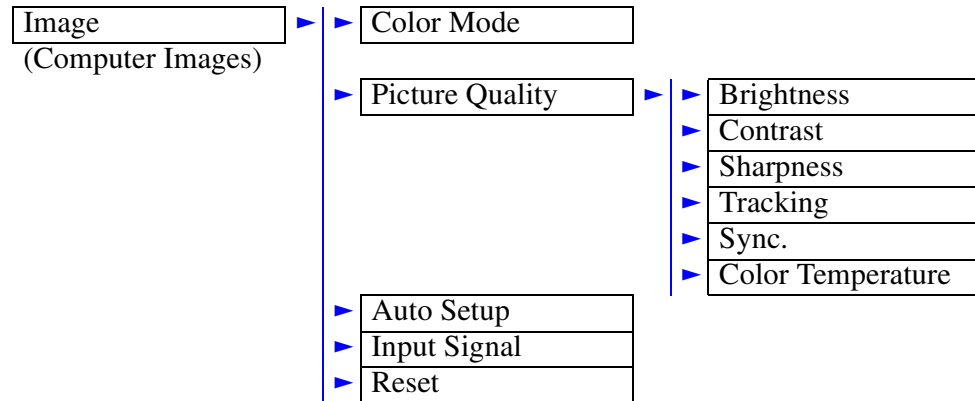 Image
(Computer Images)
Color Mode
Picture Quality
Brightness
Contrast
Sharpness
Tracking
Sync.
Color Temperature
Auto Setup
Input Signal
Reset